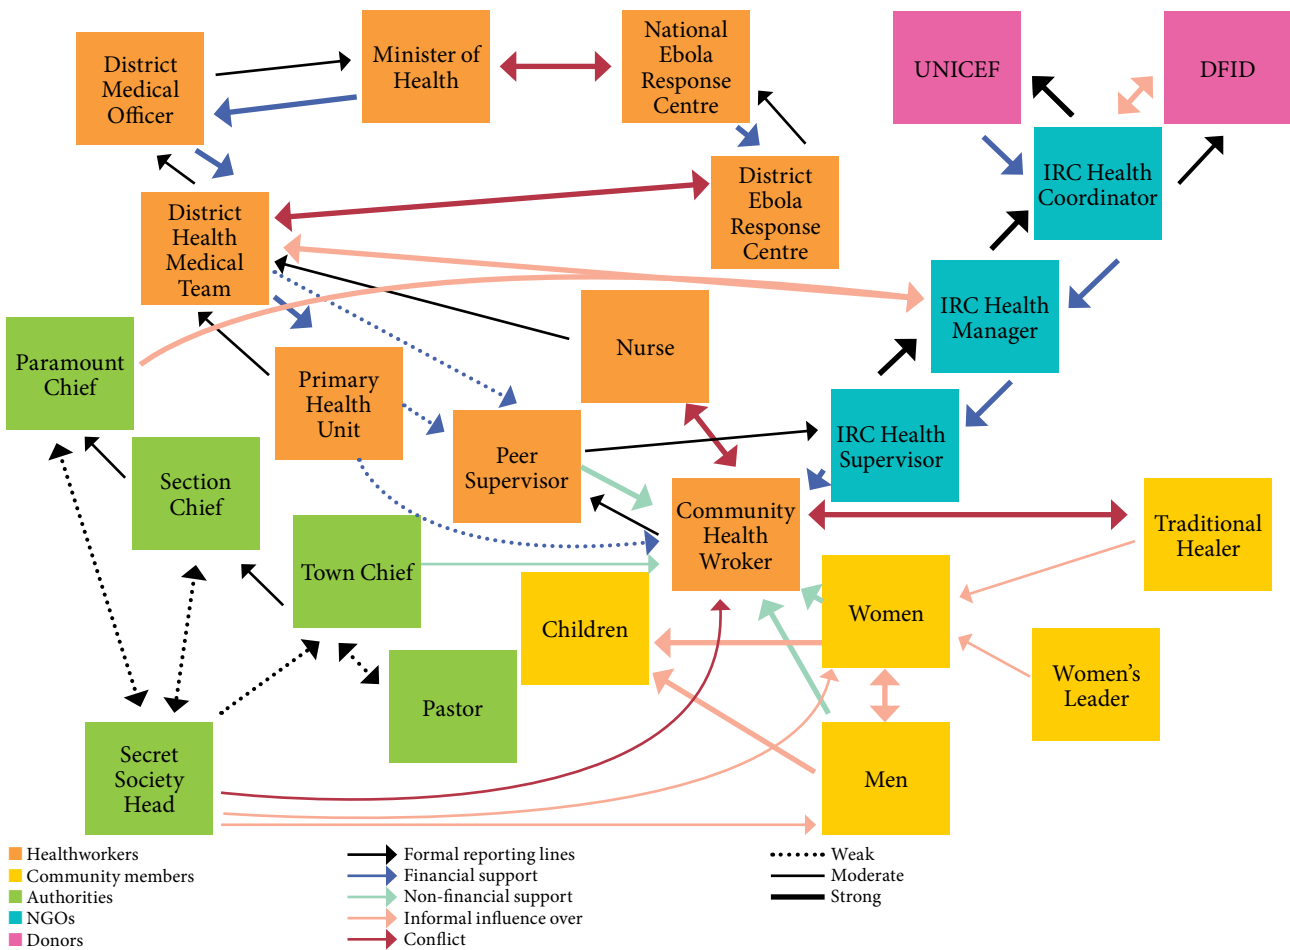 District
Medical
Officer
Minister of
Health
National
Ebola
Response
Centre
UNICEF
DFID
District
Health
Medical
Team
District
Ebola
Response
Centre
IRC Health
Coordinator
IRC Health
Manager
Paramount
Chief
Primary
Health
Unit
Nurse
Peer
Supervisor
IRC Health
Supervisor
Section
Chief
Community
Health
Wroker
Traditional
Healer
Town Chief
Children
Women
Women's
Leader
Pastor
Secret
Society
Head
Men
Healthworkers
Community members
Authorities
NGOs
Donors
Formal reporting lines
Financial support
Non-financial support
Informal influence over
Conflict
Weak
Moderate
Strong